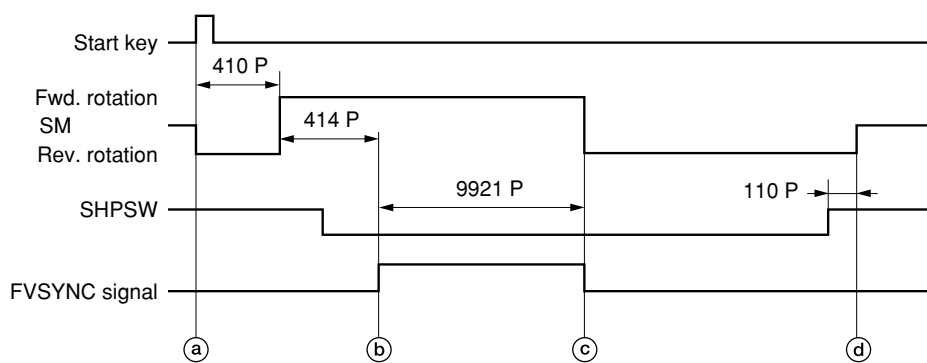 Start key
410 P
Fwd. rotation
SM
414 P
Rev. rotation
9921 P
110 P
SHPSW
FVSYNC signal
a b c d